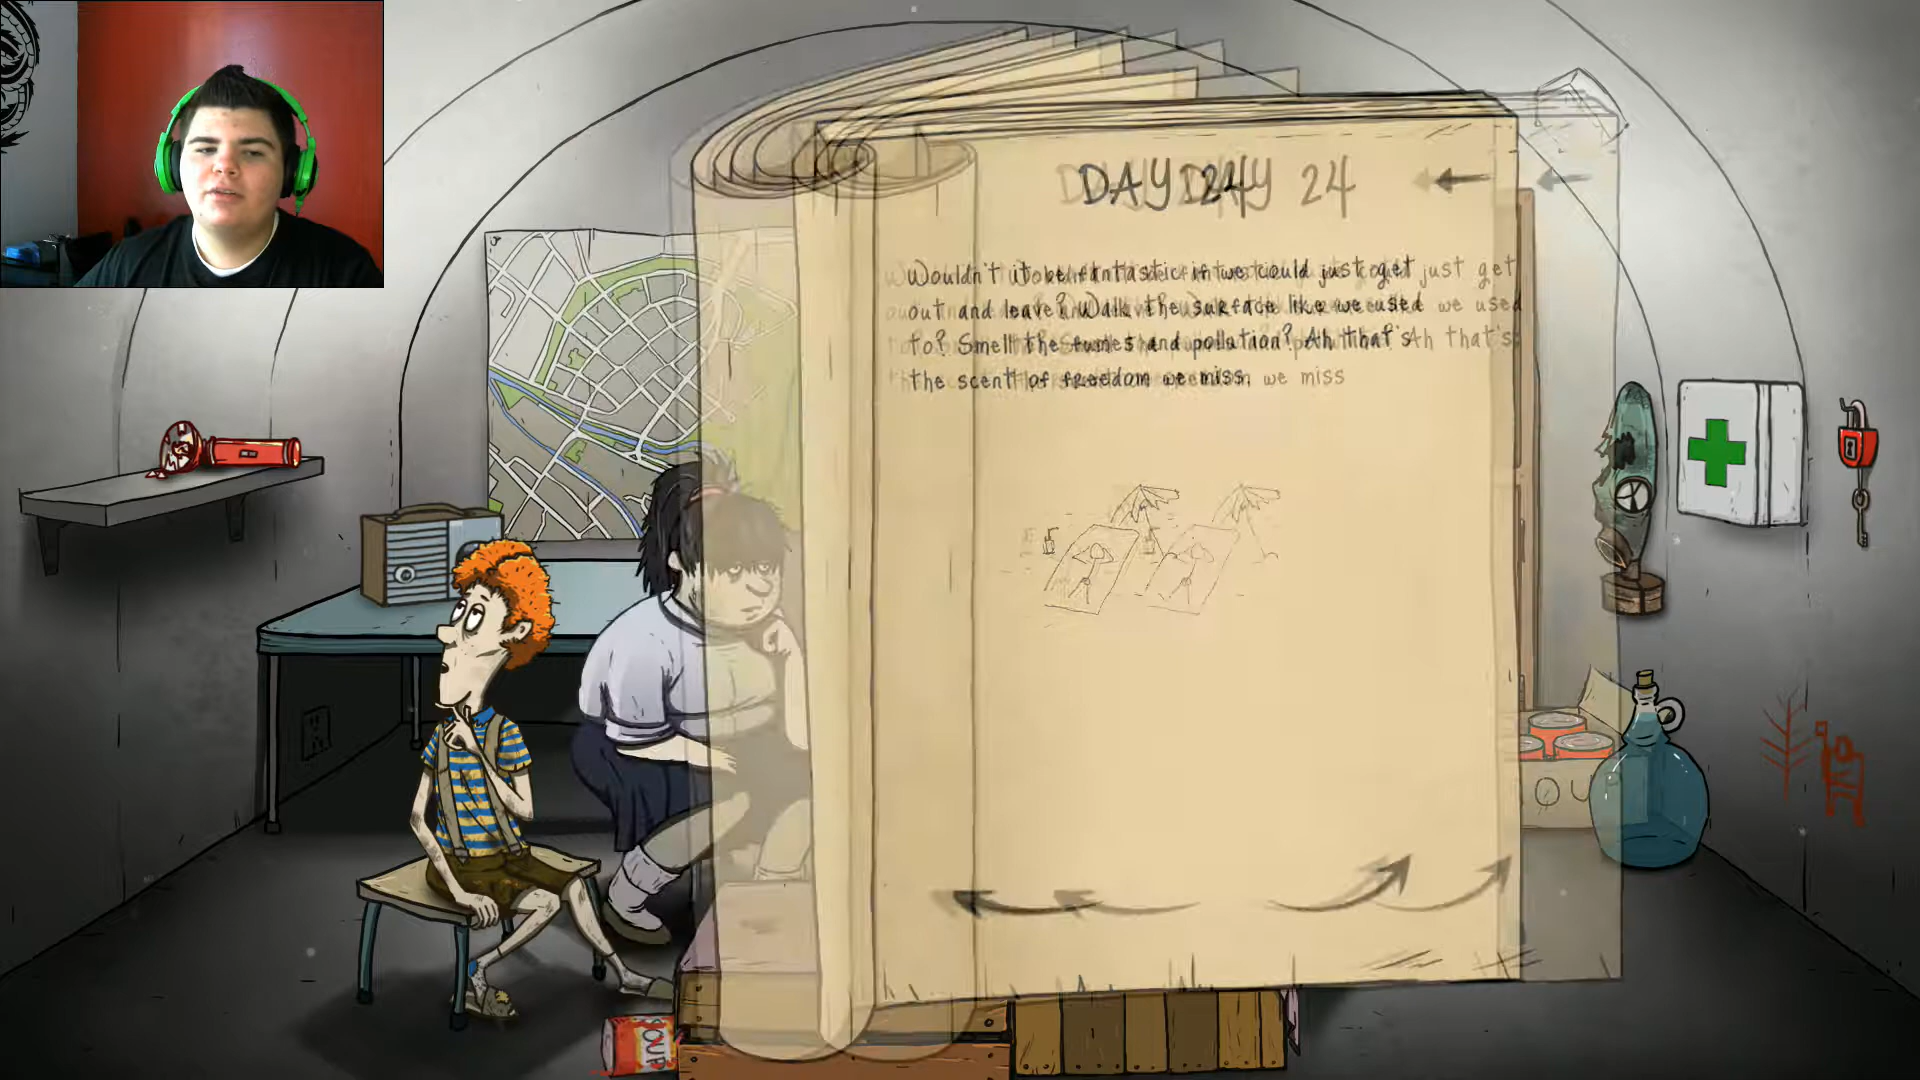 DAY 24
Wouldn't it be fantastic if we could just get
out and leave? Walk the surface like we used
to? Smell the fumes and pollution? Ah that's
the scent of freedom we miss.
SOUP
OU